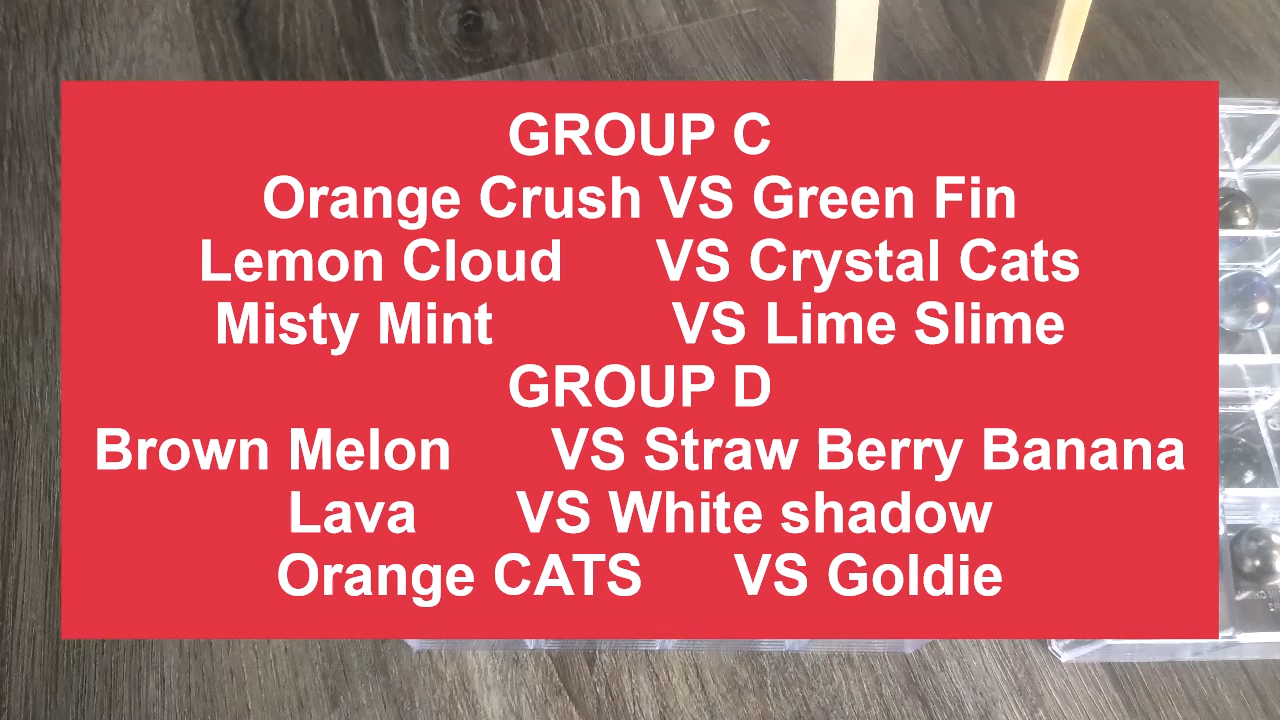 GROUP C
Orange Crush VS Green Fin
Lemon Cloud VS Crystal Cats
Misty Mint VS Lime Slime
GROUP D
Brown Melon VS Straw Berry Banana
Lava VS White shadow
Orange CATS VS Goldie